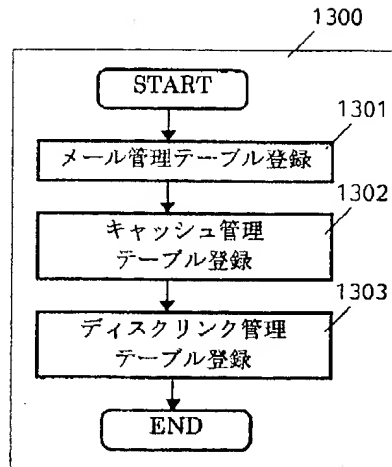 1300
START
1301
メール管理テーブル登録
1302
キャッシュ管理
テーブル登録
1303
ディスクリンク管理
テーブル登録
END